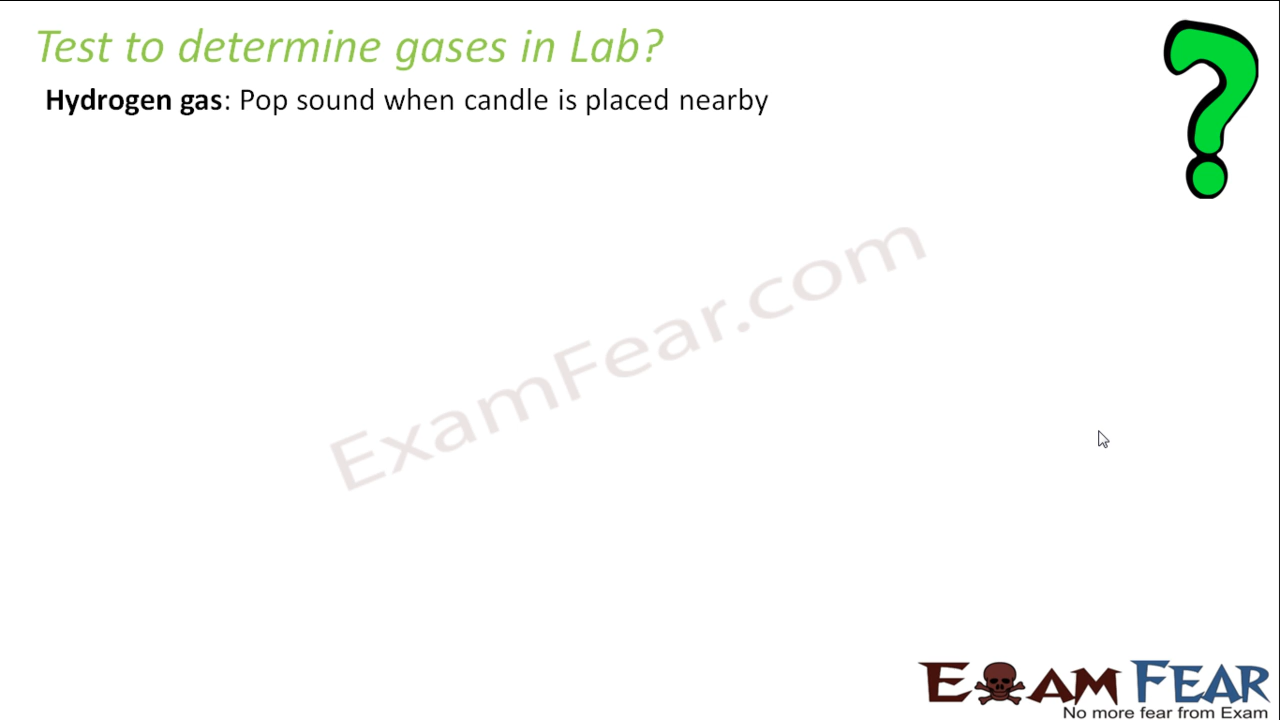 Test to determine gases in Lab?
Hydrogen gas: Pop sound when candle is placed nearby
ExamFear.com
EXAM FEAR
No more fear from Exam